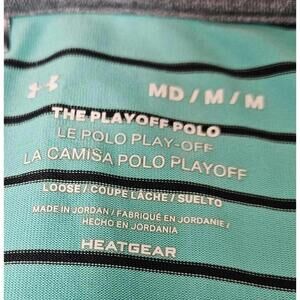 MD / M / M
THE PLAYOFF POLO
LE POLO PLAY-OFF
LA CAMISA POLO PLAYOFF
LOOSE / COUPE LÂCHE / SUELTO
MADE IN JORDAN / FABRIQUÉ EN JORDANIE /
HECHO EN JORDANIA
HEATGEAR